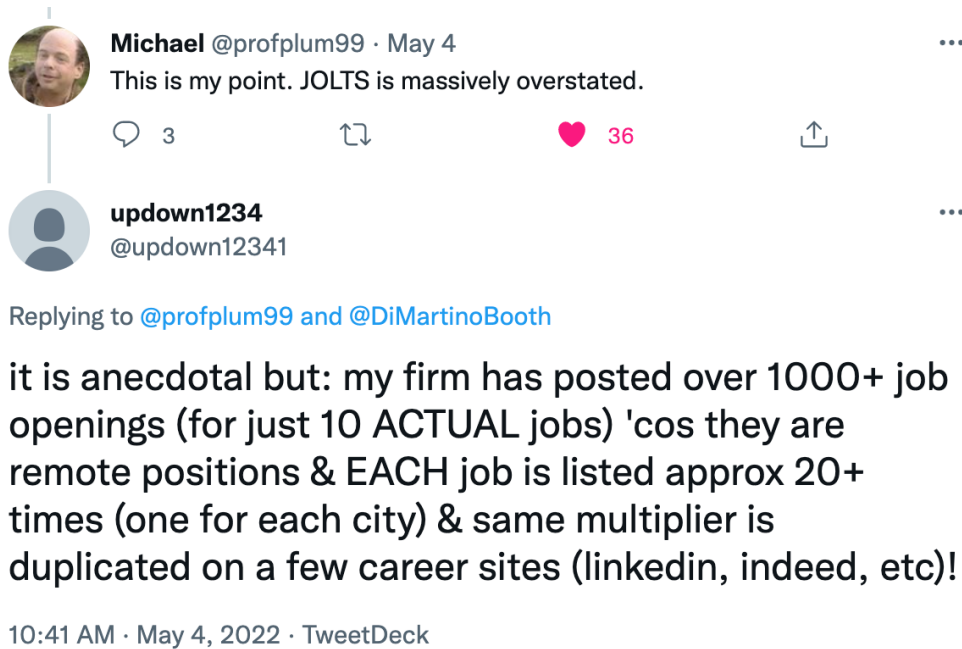 Michael @profplum99 · May 4
This is my point. JOLTS is massively overstated.
3 36
updown1234
@updown12341
Replying to @profplum99 and @DiMartinoBooth
it is anecdotal but: my firm has posted over 1000+ job
openings (for just 10 ACTUAL jobs) 'cos they are
remote positions & EACH job is listed approx 20+
times (one for each city) & same multiplier is
duplicated on a few career sites (linkedin, indeed, etc)!
10:41 AM · May 4, 2022 · TweetDeck